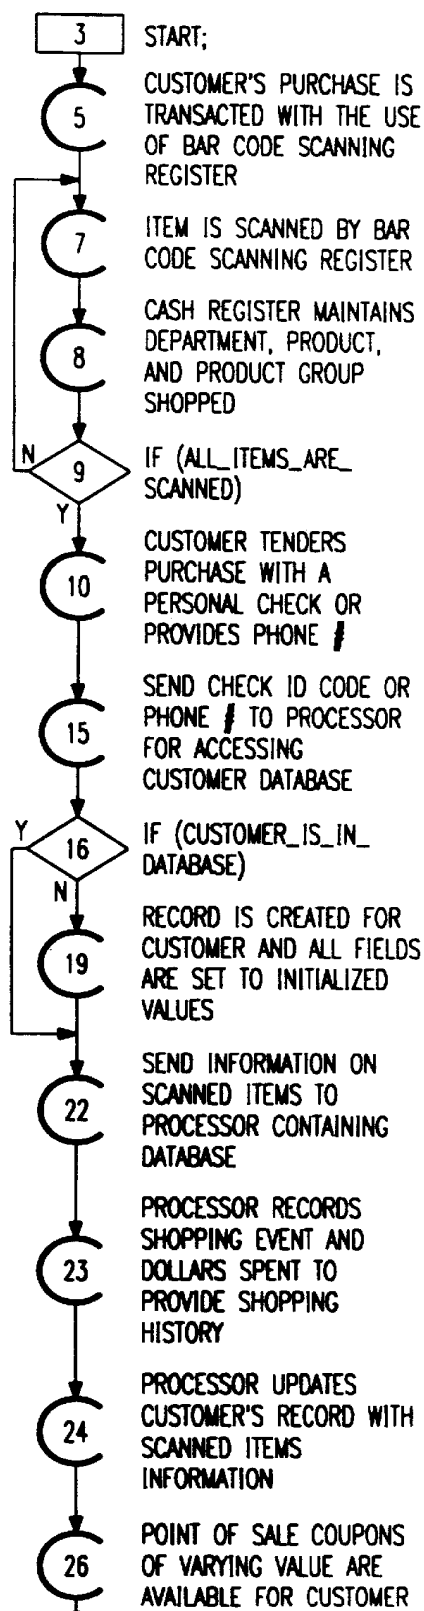 3 START;
CUSTOMER'S PURCHASE IS
5 TRANSACTED WITH THE USE
OF BAR CODE SCANNING
REGISTER
7 ITEM IS SCANNED BY BAR
CODE SCANNING REGISTER
CASH REGISTER MAINTAINS
8 DEPARTMENT, PRODUCT,
AND PRODUCT GROUP
SHOPPED
N 9 IF (ALL_ITEMS_ARE_
SCANNED)
Y
CUSTOMER TENDERS
10 PURCHASE WITH A
PERSONAL CHECK OR
PROVIDES PHONE #
SEND CHECK ID CODE OR
15 PHONE # TO PROCESSOR
FOR ACCESSING
CUSTOMER DATABASE
Y 16 IF (CUSTOMER_IS_IN_
DATABASE)
N
RECORD IS CREATED FOR
19 CUSTOMER AND ALL FIELDS
ARE SET TO INITIALIZED
VALUES
SEND INFORMATION ON
22 SCANNED ITEMS TO
PROCESSOR CONTAINING
DATABASE
PROCESSOR RECORDS
23 SHOPPING EVENT AND
DOLLARS SPENT TO
PROVIDE SHOPPING
HISTORY
PROCESSOR UPDATES
24 CUSTOMER'S RECORD WITH
SCANNED ITEMS
INFORMATION
POINT OF SALE COUPONS
26 OF VARYING VALUE ARE
AVAILABLE FOR CUSTOMER